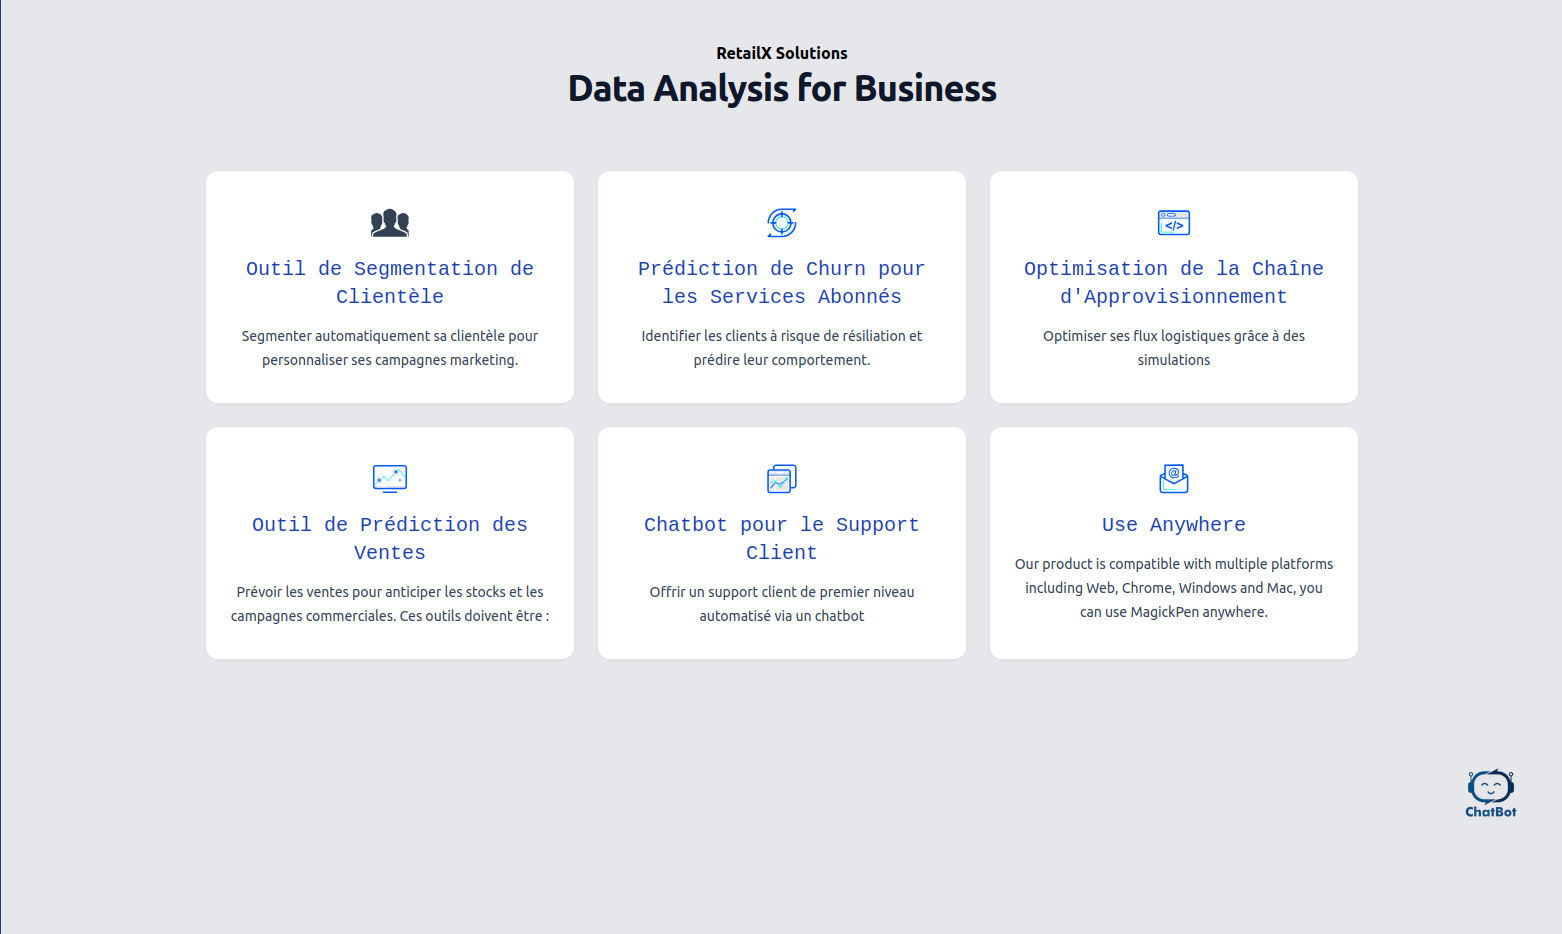 RetailX Solutions
Data Analysis for Business
Outil de Segmentation de
Clientèle
Segmenter automatiquement sa clientèle pour
personnaliser ses campagnes marketing.
Prédiction de Churn pour
les Services Abonnés
Identifier les clients à risque de résiliation et
prédire leur comportement.
</>
Optimisation de la Chaîne
d'Approvisionnement
Optimiser ses flux logistiques grâce à des
simulations
Outil de Prédiction des
Ventes
Prévoir les ventes pour anticiper les stocks et les
campagnes commerciales. Ces outils doivent être :
Chatbot pour le Support
Client
Offrir un support client de premier niveau
automatisé via un chatbot
@
Use Anywhere
Our product is compatible with multiple platforms
including Web, Chrome, Windows and Mac, you
can use MagickPen anywhere.
ChatBot